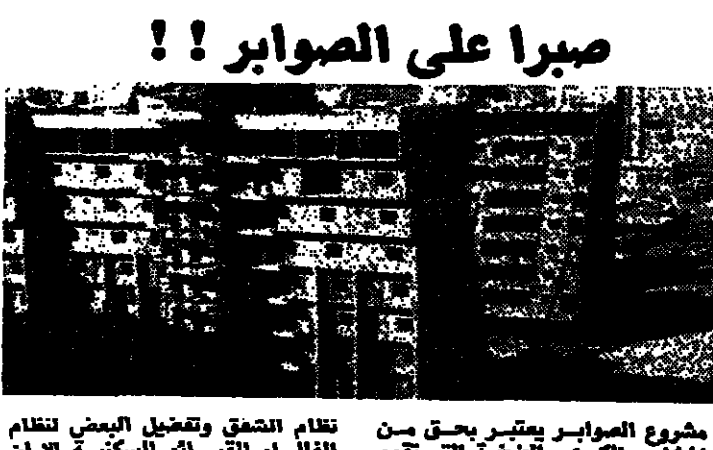 صبرا على الصوابر ! !
مشروع الصوابر يعتبر بحق من
نظام الشقق وتفضيل البعض لنظام